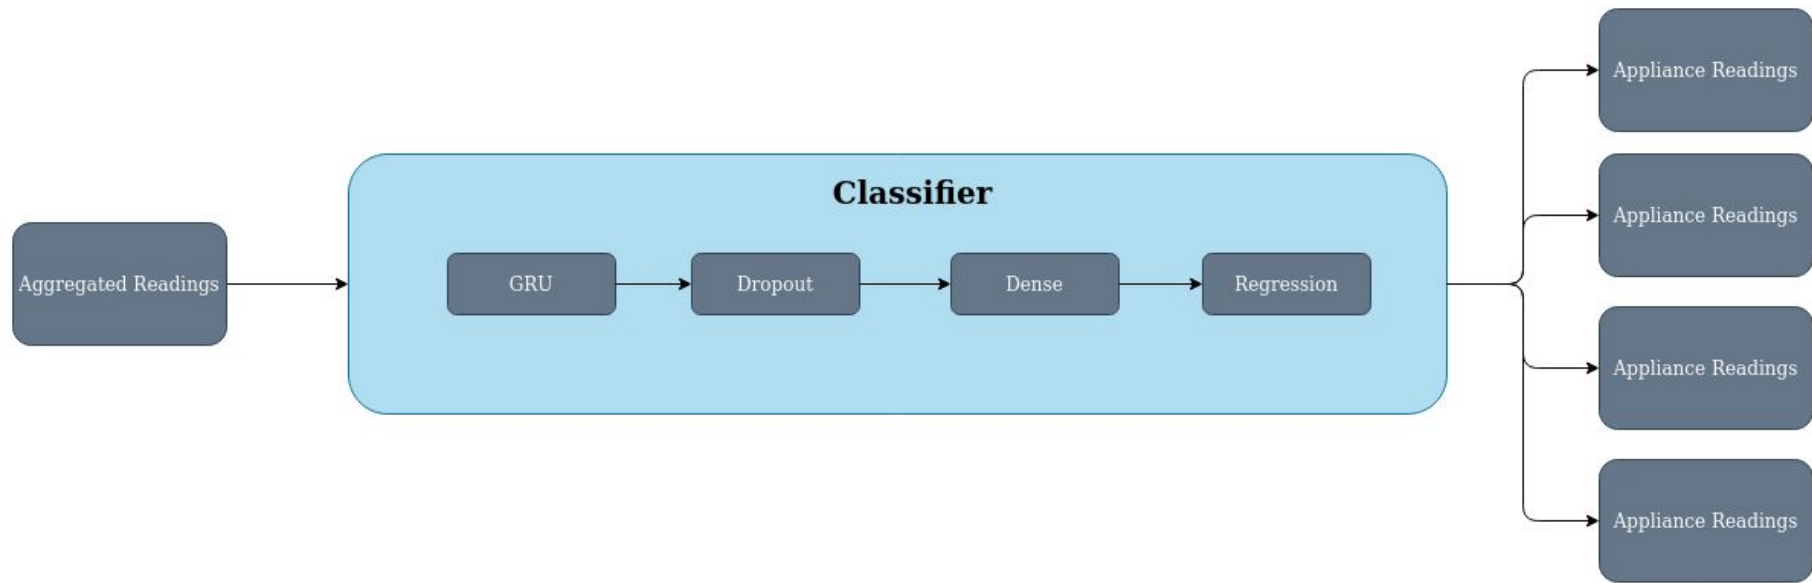 Aggregated Readings
Classifier
GRU
Dropout
Dense
Regression
Appliance Readings
Appliance Readings
Appliance Readings
Appliance Readings